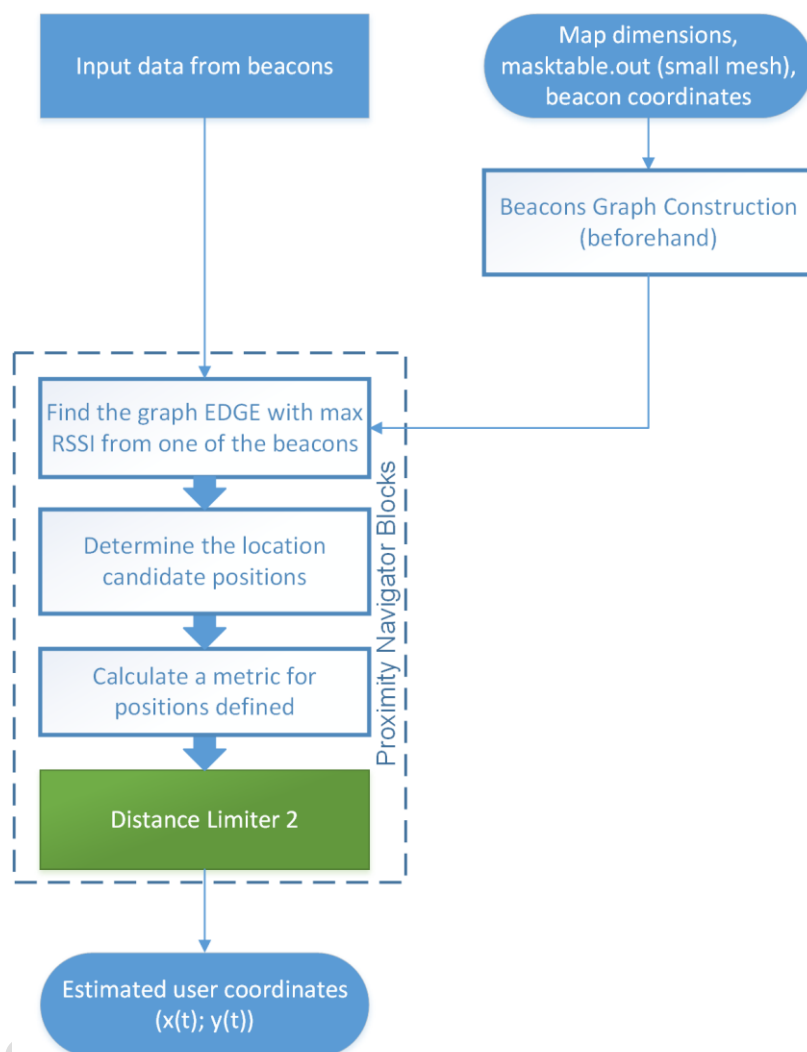 Input data from beacons
Map dimensions,
masktable.out (small mesh),
beacon coordinates
Beacons Graph Construction
(beforehand)
Find the graph EDGE with max
RSSI from one of the beacons
Determine the location
candidate positions
Calculate a metric for
positions defined
Distance Limiter 2
Proximity Navigator Blocks
Estimated user coordinates
(x(t); y(t))